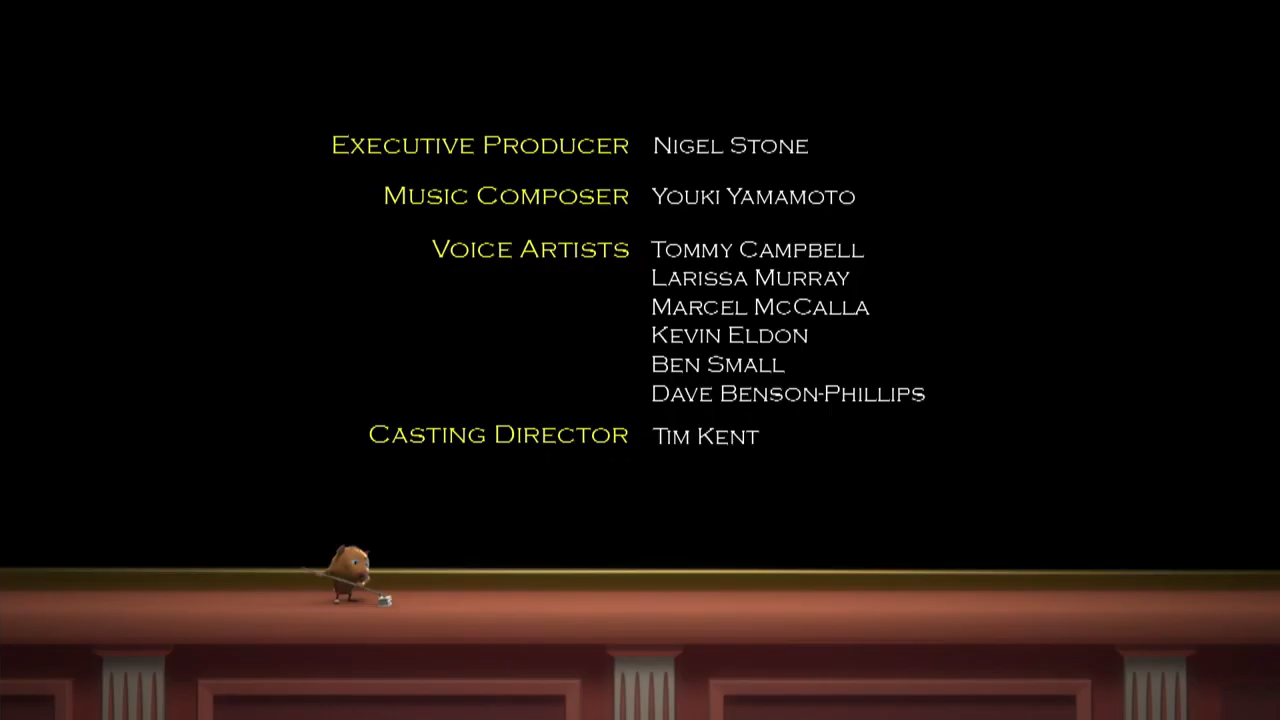 EXECUTIVE PRODUCER NIGEL STONE
MUSIC COMPOSER YOUKI YAMAMOTO
VOICE ARTISTS TOMMY CAMPBELL
LARISSA MURRAY
MARCEL MCCALLA
KEVIN ELDON
BEN SMALL
DAVE BENSON-PHILLIPS
CASTING DIRECTOR TIM KENT